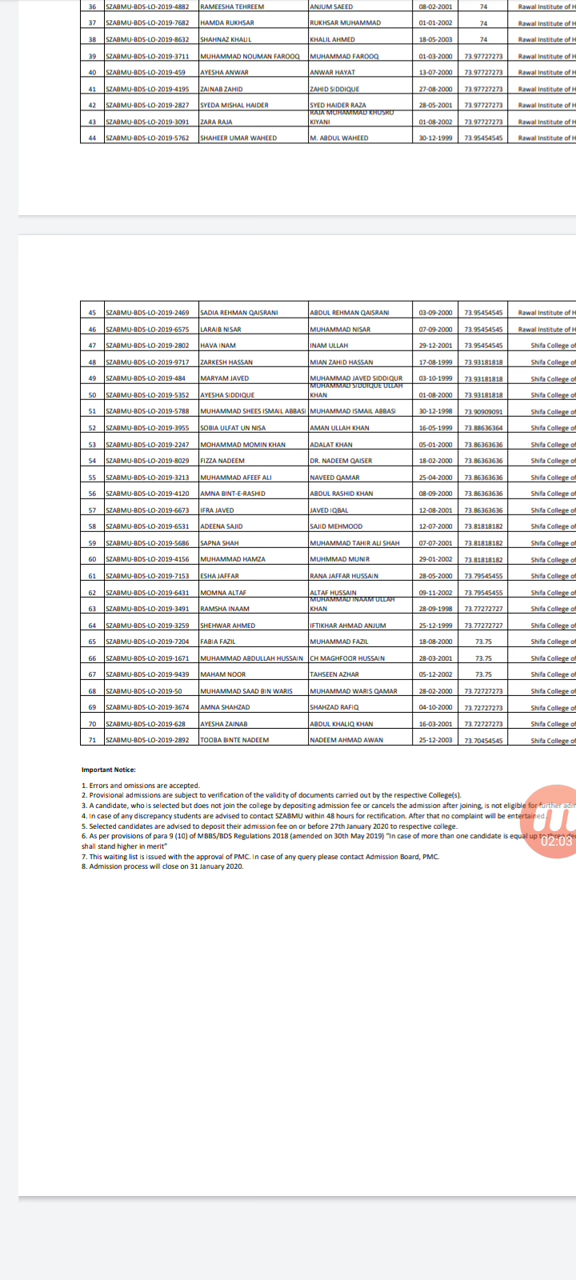 36 SZABMU-BDS-LO-2019-4882 RAMEESHA TEHREEM ANJUM SAEED 08-02-2001 74 Rawal Institute of H
37 SZABMU-BDS-LO-2019-7682 HAMDA RUKHSAR RUKHSAR MUHAMMAD 01-01-2002 74 Rawal Institute of H
38 SZABMU-BDS-LO-2019-8632 SHAHNAZ KHALIL KHALIL AHMED 18-05-2003 74 Rawal Institute of H
39 SZABMU-BDS-LO-2019-3711 MUHAMMAD NOUMAN FAROOQ MUHAMMAD FAROOQ 01-03-2000 73.97727273 Rawal Institute of H
40 SZABMU-BDS-LO-2019-459 AYESHA ANWAR ANWAR HAYAT 13-07-2000 73.97727273 Rawal Institute of H
41 SZABMU-BDS-LO-2019-4195 ZAINAB ZAHID ZAHID SIDDIQUE 27-08-2000 73.97727273 Rawal Institute of H
42 SZABMU-BDS-LO-2019-2827 SYEDA MISHAL HAIDER SYED HAIDER RAZA 28-05-2001 73.97727273 Rawal Institute of H
RAJA MUHAMMAD KHUSRO
43 SZABMU-BDS-LO-2019-3091 ZARA RAJA KIYANI 01-08-2002 73.97727273 Rawal Institute of H
44 SZABMU-BDS-LO-2019-5762 SHAHEER UMAR WAHEED M. ABDUL WAHEED 30-12-1999 73.95454545 Rawal Institute of H
45 SZABMU-BDS-LO-2019-2469 SADIA REHMAN QAISRANI ABDUL REHMAN QAISRANI 03-09-2000 73.95454545 Rawal Institute of H
46 SZABMU-BDS-LO-2019-6575 LARAIB NISAR MUHAMMAD NISAR 07-09-2000 73.95454545 Rawal Institute of H
47 SZABMU-BDS-LO-2019-2802 HAVA INAM INAM ULLAH 29-12-2001 73.95454545 Shifa College of
48 SZABMU-BDS-LO-2019-9717 ZARKESH HASSAN MIAN ZAHID HASSAN 17-08-1999 73.93181818 Shifa College of
49 SZABMU-BDS-LO-2019-484 MARYAM JAVED MUHAMMAD JAVED SIDDIQUR 03-10-1999 73.93181818 Shifa College of
MUHAMMAD SIDDIQUE ULLAH
50 SZABMU-BDS-LO-2019-5352 AYESHA SIDDIQUE KHAN 01-08-2000 73.93181818 Shifa College of
51 SZABMU-BDS-LO-2019-5788 MUHAMMAD SHEES ISMAIL ABBASI MUHAMMAD ISMAIL ABBASI 30-12-1998 73.90909091 Shifa College of
52 SZABMU-BDS-LO-2019-3955 SOBIA ULFAT UN NISA AMAN ULLAH KHAN 16-05-1999 73.88636364 Shifa College of
53 SZABMU-BDS-LO-2019-2247 MOHAMMAD MOMIN KHAN ADALAT KHAN 05-01-2000 73.86363636 Shifa College of
54 SZABMU-BDS-LO-2019-8029 FIZZA NADEEM DR. NADEEM QAISER 18-02-2000 73.86363636 Shifa College of
55 SZABMU-BDS-LO-2019-3213 MUHAMMAD AFEEF ALI NAVEED QAMAR 25-04-2000 73.86363636 Shifa College of
56 SZABMU-BDS-LO-2019-4120 AMNA BINT-E-RASHID ABDUL RASHID KHAN 08-09-2000 73.86363636 Shifa College of
57 SZABMU-BDS-LO-2019-6673 IFRA JAVED JAVED IQBAL 12-08-2001 73.86363636 Shifa College of
58 SZABMU-BDS-LO-2019-6531 ADEENA SAJID SAJID MEHMOOD 12-07-2000 73.81818182 Shifa College of
59 SZABMU-BDS-LO-2019-5686 SAPNA SHAH MUHAMMAD TAHIR ALI SHAH 07-07-2001 73.81818182 Shifa College of
60 SZABMU-BDS-LO-2019-4156 MUHAMMAD HAMZA MUHMMAD MUNIR 29-01-2002 73.81818182 Shifa College of
61 SZABMU-BDS-LO-2019-7153 ESHA JAFFAR RANA JAFFAR HUSSAIN 28-05-2000 73.79545455 Shifa College of
62 SZABMU-BDS-LO-2019-6431 MOMNA ALTAF ALTAF HUSSAIN 09-11-2002 73.79545455 Shifa College of
MUHAMMAD INAAM ULLAH
63 SZABMU-BDS-LO-2019-3491 RAMSHA INAAM KHAN 28-09-1998 73.77272727 Shifa College of
64 SZABMU-BDS-LO-2019-3259 SHEHWAR AHMED IFTIKHAR AHMAD ANJUM 25-12-1999 73.77272727 Shifa College of
65 SZABMU-BDS-LO-2019-7204 FABIA FAZIL MUHAMMAD FAZIL 18-08-2000 73.75 Shifa College of
66 SZABMU-BDS-LO-2019-1671 MUHAMMAD ABDULLAH HUSSAIN CH MAGHFOOR HUSSAIN 28-03-2001 73.75 Shifa College of
67 SZABMU-BDS-LO-2019-9439 MAHAM NOOR TAHSEEN AZHAR 05-12-2002 73.75 Shifa College of
68 SZABMU-BDS-LO-2019-50 MUHAMMAD SAAD BIN WARIS MUHAMMAD WARIS QAMAR 28-02-2000 73.72727273 Shifa College of
69 SZABMU-BDS-LO-2019-3674 AMNA SHAHZAD SHAHZAD RAFIQ 04-10-2000 73.72727273 Shifa College of
70 SZABMU-BDS-LO-2019-628 AYESHA ZAINAB ABDUL KHALIQ KHAN 16-03-2001 73.72727273 Shifa College of
71 SZABMU-BDS-LO-2019-2892 TOOBA BINTE NADEEM NADEEM AHMAD AWAN 25-12-2003 73.70454545 Shifa College of
Important Notice:
1. Errors and omissions are accepted.
2. Provisional admissions are subject to verification of the validity of documents carried out by the respective College(s).
3. A candidate, who is selected but does not join the college by depositing admission fee or cancels the admission after joining, is not eligible for further adm
4. In case of any discrepancy students are advised to contact SZABMU within 48 hours for rectification. After that no complaint will be entertained.
5. Selected candidates are advised to deposit their admission fee on or before 27th January 2020 to respective college.
6. As per provisions of para 9 (10) of MBBS/BDS Regulations 2018 (amended on 30th May 2019) "In case of more than one candidate is equal up to three de
shall stand higher in merit"
7. This waiting list is issued with the approval of PMC. In case of any query please contact Admission Board, PMC.
8. Admission process will close on 31 January 2020.
02:03